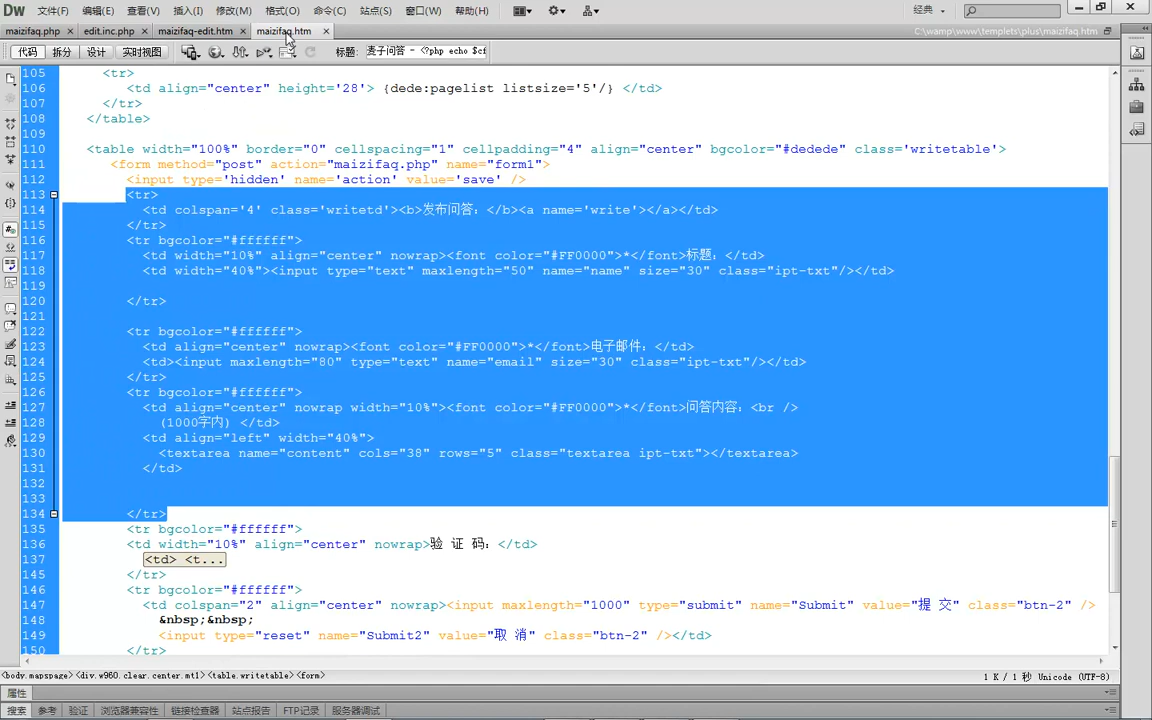 Dw 文件(F) 编辑(E) 查看(V) 插入(I) 修改(M) 格式(O) 命令(C) 站点(S) 窗口(W) 帮助(H) 经典
maizifaq.php × edit.inc.php × maizifaq-edit.htm × maizifaq.htm × C:\wamp\www\templets\plus\maizifaq.htm
代码 拆分 设计 实时视图 标题: 麦子问答 - <?php echo $cf
105 <tr>
106 <td align="center" height='28'> {dede:pagelist listsize='5'/} </td>
107 </tr>
108 </table>
109
110 <table width="100%" border="0" cellspacing="1" cellpadding="4" align="center" bgcolor="#dedede" class='writetable'>
111 <form method="post" action="maizifaq.php" name="form1">
112 <input type='hidden' name='action' value='save' />
113 <tr>
114 <td colspan='4' class='writetd'><b>发布问答：</b><a name='write'></a></td>
115 </tr>
116 <tr bgcolor="#ffffff">
117 <td width="10%" align="center" nowrap><font color="#FF0000">*</font>标题：</td>
118 <td width="40%"><input type="text" maxlength="50" name="name" size="30" class="ipt-txt"/></td>
119
120 </tr>
121
122 <tr bgcolor="#ffffff">
123 <td align="center" nowrap><font color="#FF0000">*</font>电子邮件：</td>
124 <td><input maxlength="80" type="text" name="email" size="30" class="ipt-txt"/></td>
125 </tr>
126 <tr bgcolor="#ffffff">
127 <td align="center" nowrap width="10%"><font color="#FF0000">*</font>问答内容：<br />
128 (1000字内) </td>
129 <td align="left" width="40%">
130 <textarea name="content" cols="38" rows="5" class="textarea ipt-txt"></textarea>
131 </td>
132
133
134 </tr>
135 <tr bgcolor="#ffffff">
136 <td width="10%" align="center" nowrap>验 证 码：</td>
137 <td> <t...
145 </tr>
146 <tr bgcolor="#ffffff">
147 <td colspan="2" align="center" nowrap><input maxlength="1000" type="submit" name="Submit" value="提 交" class="btn-2" />
148 &nbsp;&nbsp;
149 <input type="reset" name="Submit2" value="取 消" class="btn-2" /></td>
150 </tr>
<body.mapspage><div.w960.clear.center.mt1><table.writetable><form> 1 K / 1 秒 Unicode (UTF-8)
属性
搜索 参考 验证 浏览器兼容性 链接检查器 站点报告 FTP记录 服务器调试